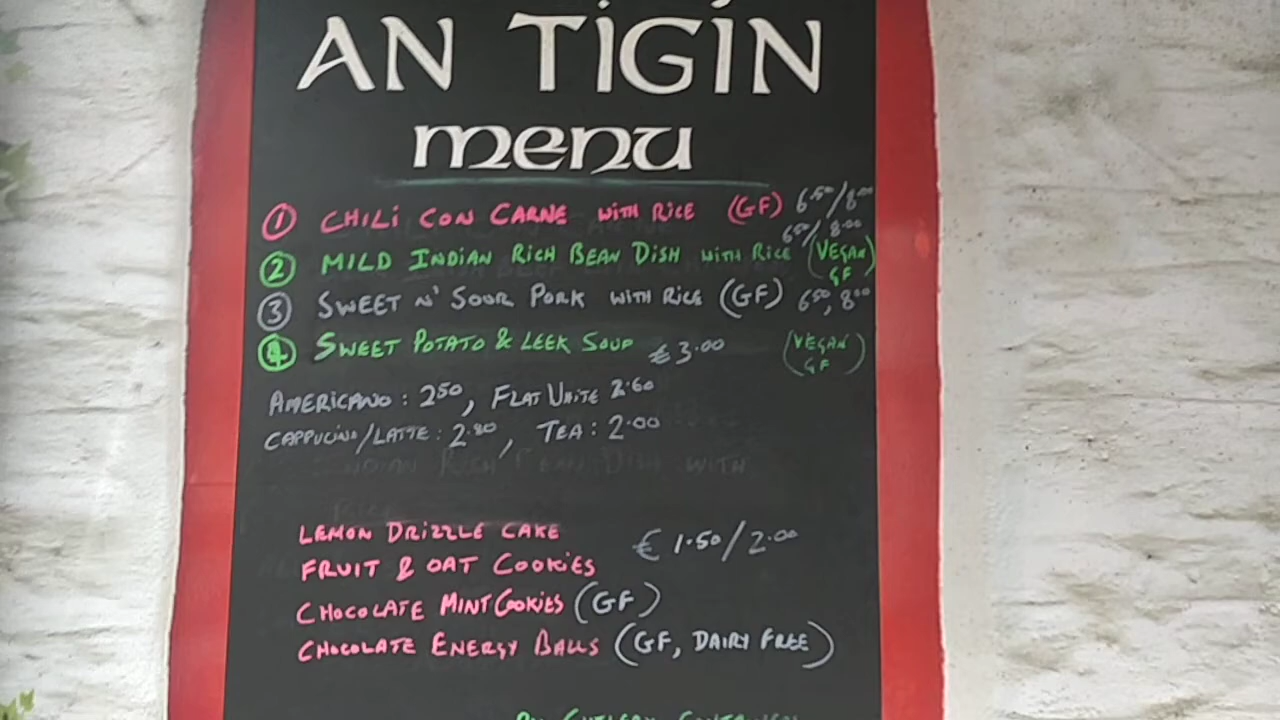 AN TIGIN
menu
① CHILI CON CARNE WITH RICE (GF) 6.50/8.00
② MILD INDIAN RICH BEAN DISH WITH RICE (VEGAN GF) 6.50/8.00
③ SWEET N' SOUR PORK WITH RICE (GF) 6.50, 8.00
④ SWEET POTATO & LEEK SOUP €3.00 (VEGAN GF)
AMERICANO: 2.50, FLAT WHITE 2.60
CAPPUCINO/LATTE: 2.80, TEA: 2.00
LEMON DRIZZLE CAKE
€1.50/2.00
FRUIT & OAT COOKIES
CHOCOLATE MINT COOKIES (GF)
CHOCOLATE ENERGY BALLS (GF, DAIRY FREE)